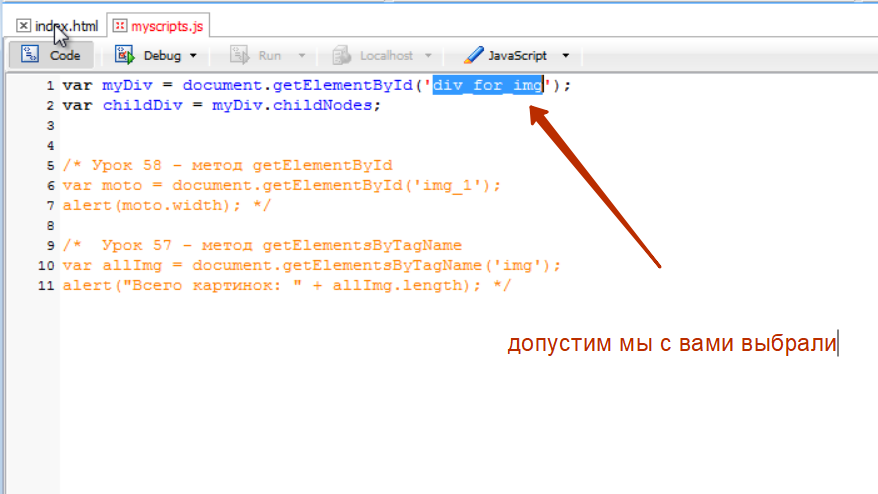 index.html myscripts.js
Code Debug Run Localhost JavaScript
1 var myDiv = document.getElementById('div_for_img');
2 var childDiv = myDiv.childNodes;
3
4
5 /* Урок 58 - метод getElementById
6 var moto = document.getElementById('img_1');
7 alert(moto.width); */
8
9 /*  Урок 57 - метод getElementsByTagName
10 var allImg = document.getElementsByTagName('img');
11 alert("Всего картинок: " + allImg.length); */
допустим мы с вами выбрали